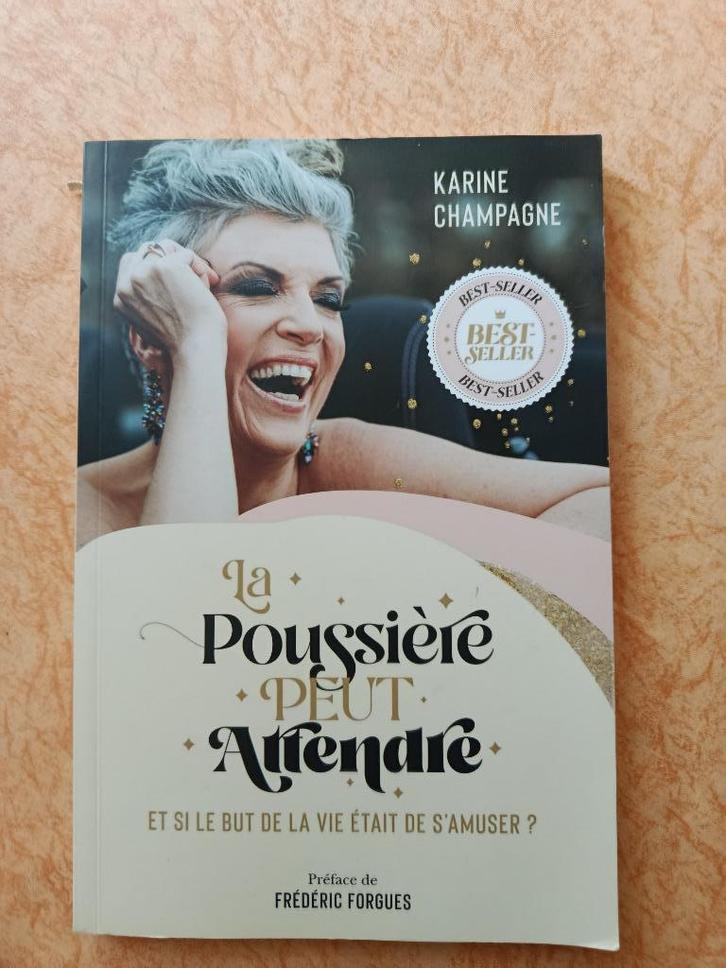 KARINE
CHAMPAGNE
BEST-SELLER
BEST-
SELLER
BEST-SELLER
La
Poussière
PEUT
Attendre
ET SI LE BUT DE LA VIE ÉTAIT DE S'AMUSER ?
Préface de
FRÉDÉRIC FORGUES